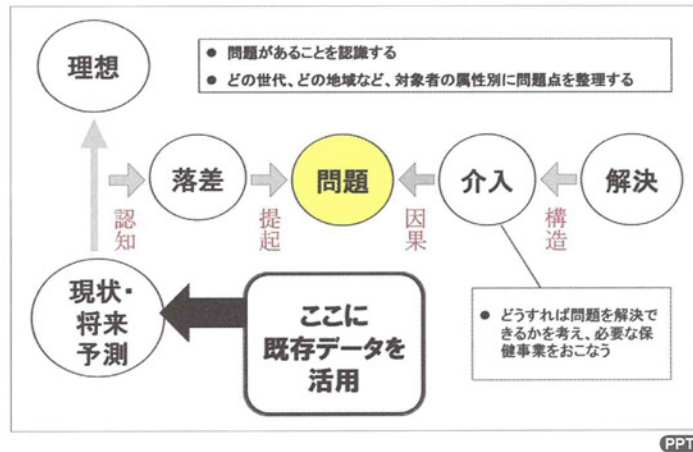 理想
● 問題があることを認識する
● どの世代、どの地域など、対象者の属性別に問題点を整理する
落差
問題
介入
解決
認知
提起
因果
構造
現状・
将来
予測
ここに
既存データを
活用
● どうすれば問題を解決で
きるかを考え、必要な保
健事業をおこなう
PPT